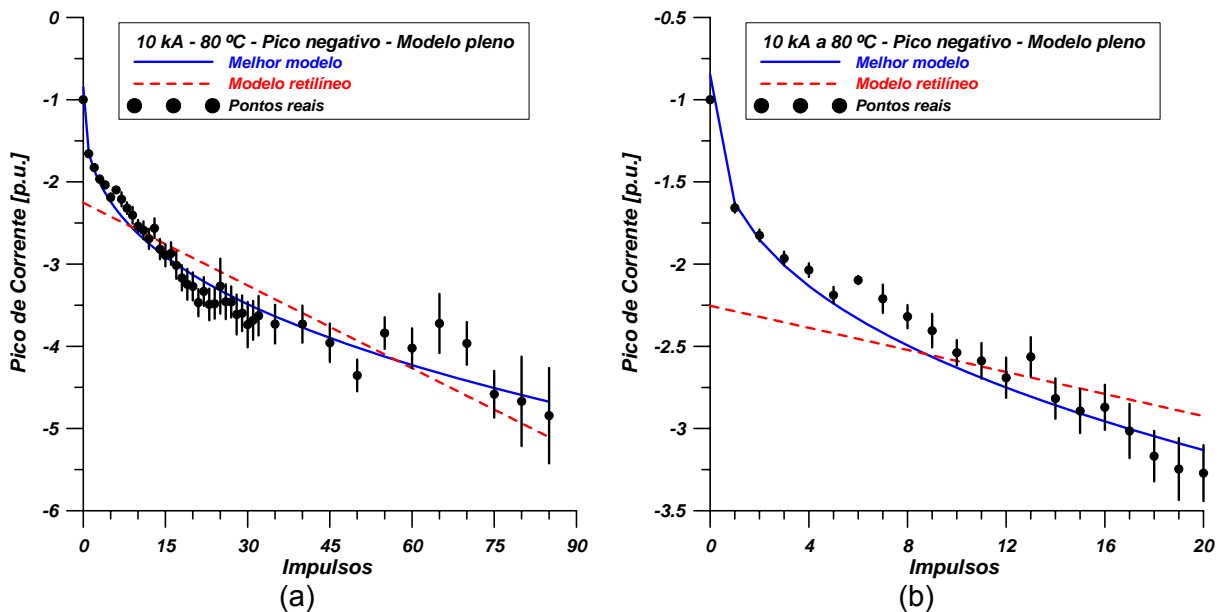 10 kA - 80 ºC - Pico negativo - Modelo pleno
Melhor modelo
Modelo retilíneo
Pontos reais
Pico de Corrente [p.u.]
0
-1
-2
-3
-4
-5
-6
0 15 30 45 60 75 90
Impulsos
(a)
10 kA a 80 ºC - Pico negativo - Modelo pleno
Melhor modelo
Modelo retilíneo
Pontos reais
Pico de Corrente [p.u.]
-0.5
-1
-1.5
-2
-2.5
-3
-3.5
0 4 8 12 16 20
Impulsos
(b)